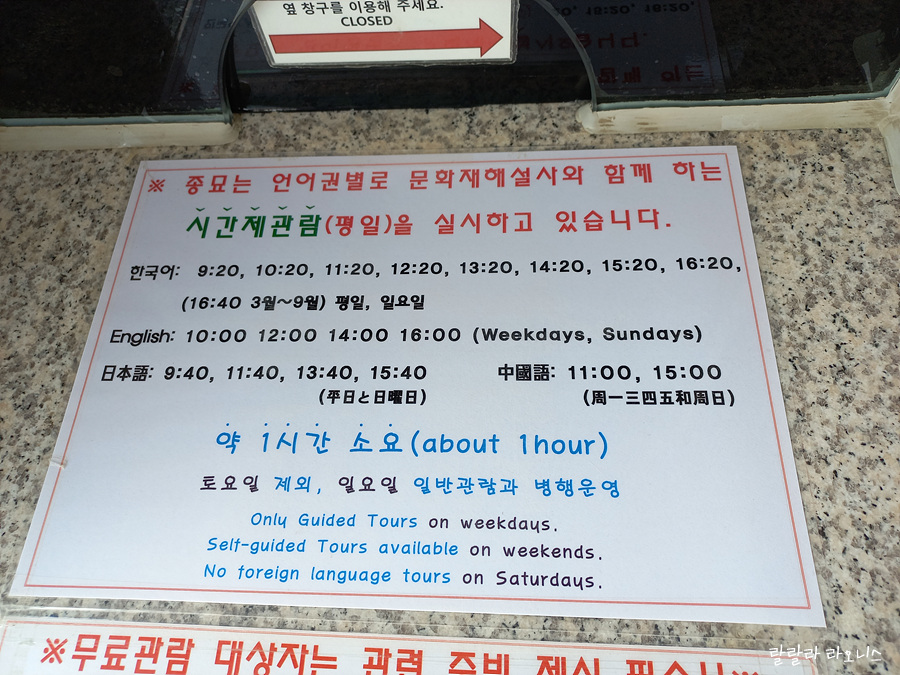 옆 창구를 이용해 주세요.
CLOSED
※ 종묘는 언어권별로 문화재해설사와 함께 하는
시간제관람(평일)을 실시하고 있습니다.
한국어: 9:20, 10:20, 11:20, 12:20, 13:20, 14:20, 15:20, 16:20,
(16:40 3월~9월) 평일, 일요일
English: 10:00 12:00 14:00 16:00 (Weekdays, Sundays)
日本語: 9:40, 11:40, 13:40, 15:40 中國語: 11:00, 15:00
(平日と日曜日) (周一三四五和周日)
약 1시간 소요(about 1hour)
토요일 제외, 일요일 일반관람과 병행운영
Only Guided Tours on weekdays.
Self-guided Tours available on weekends.
No foreign language tours on Saturdays.
※무료관람 대상자는 관련 증빙 제시
랄랄라 라오니스